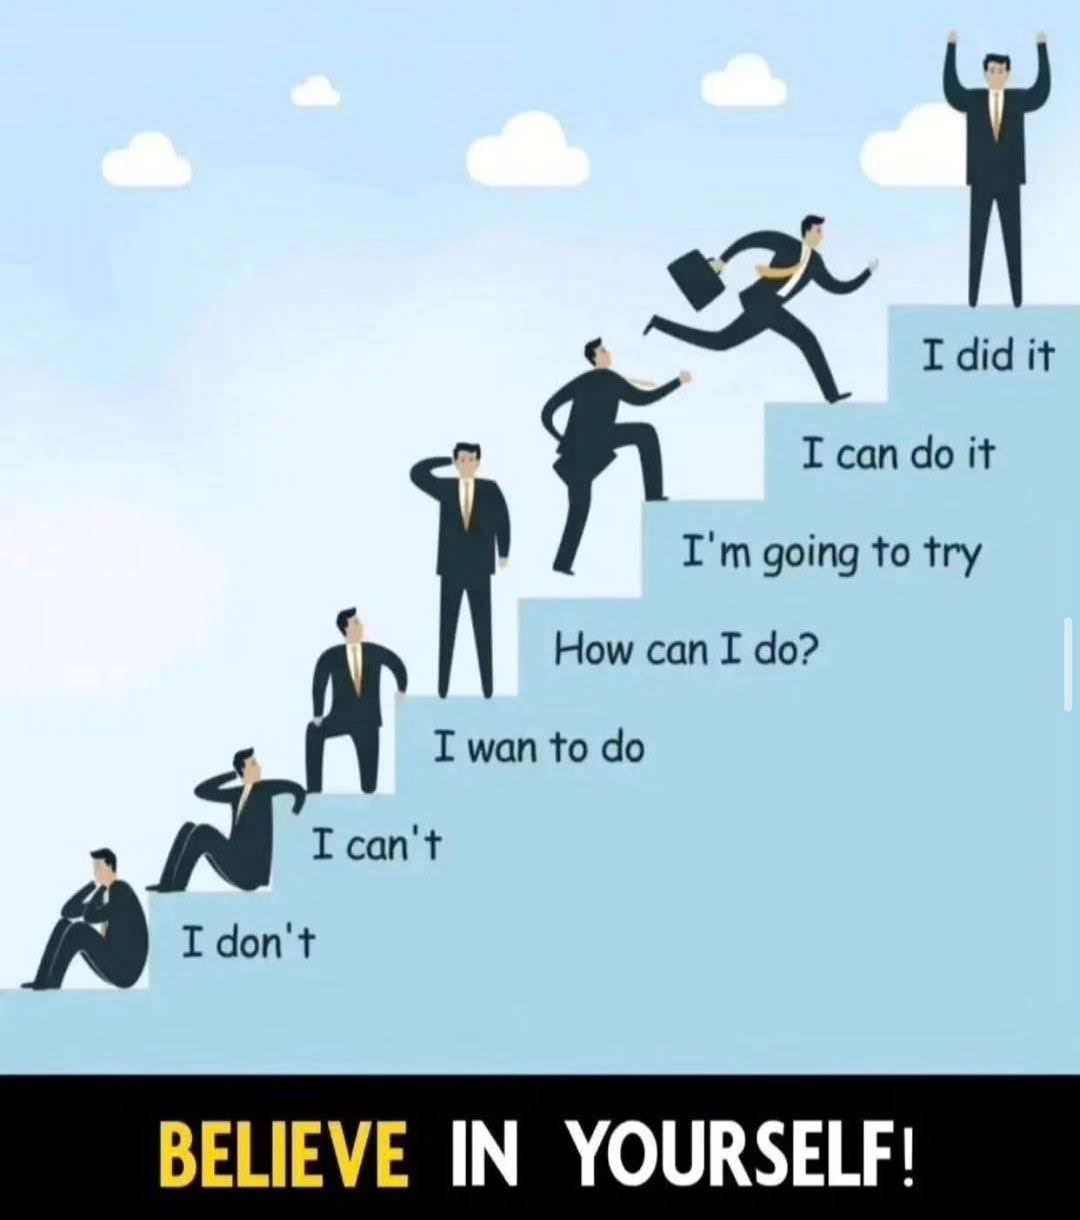 I did it
I can do it
I'm going to try
How can I do?
I wan to do
I can't
I don't
BELIEVE IN YOURSELF!